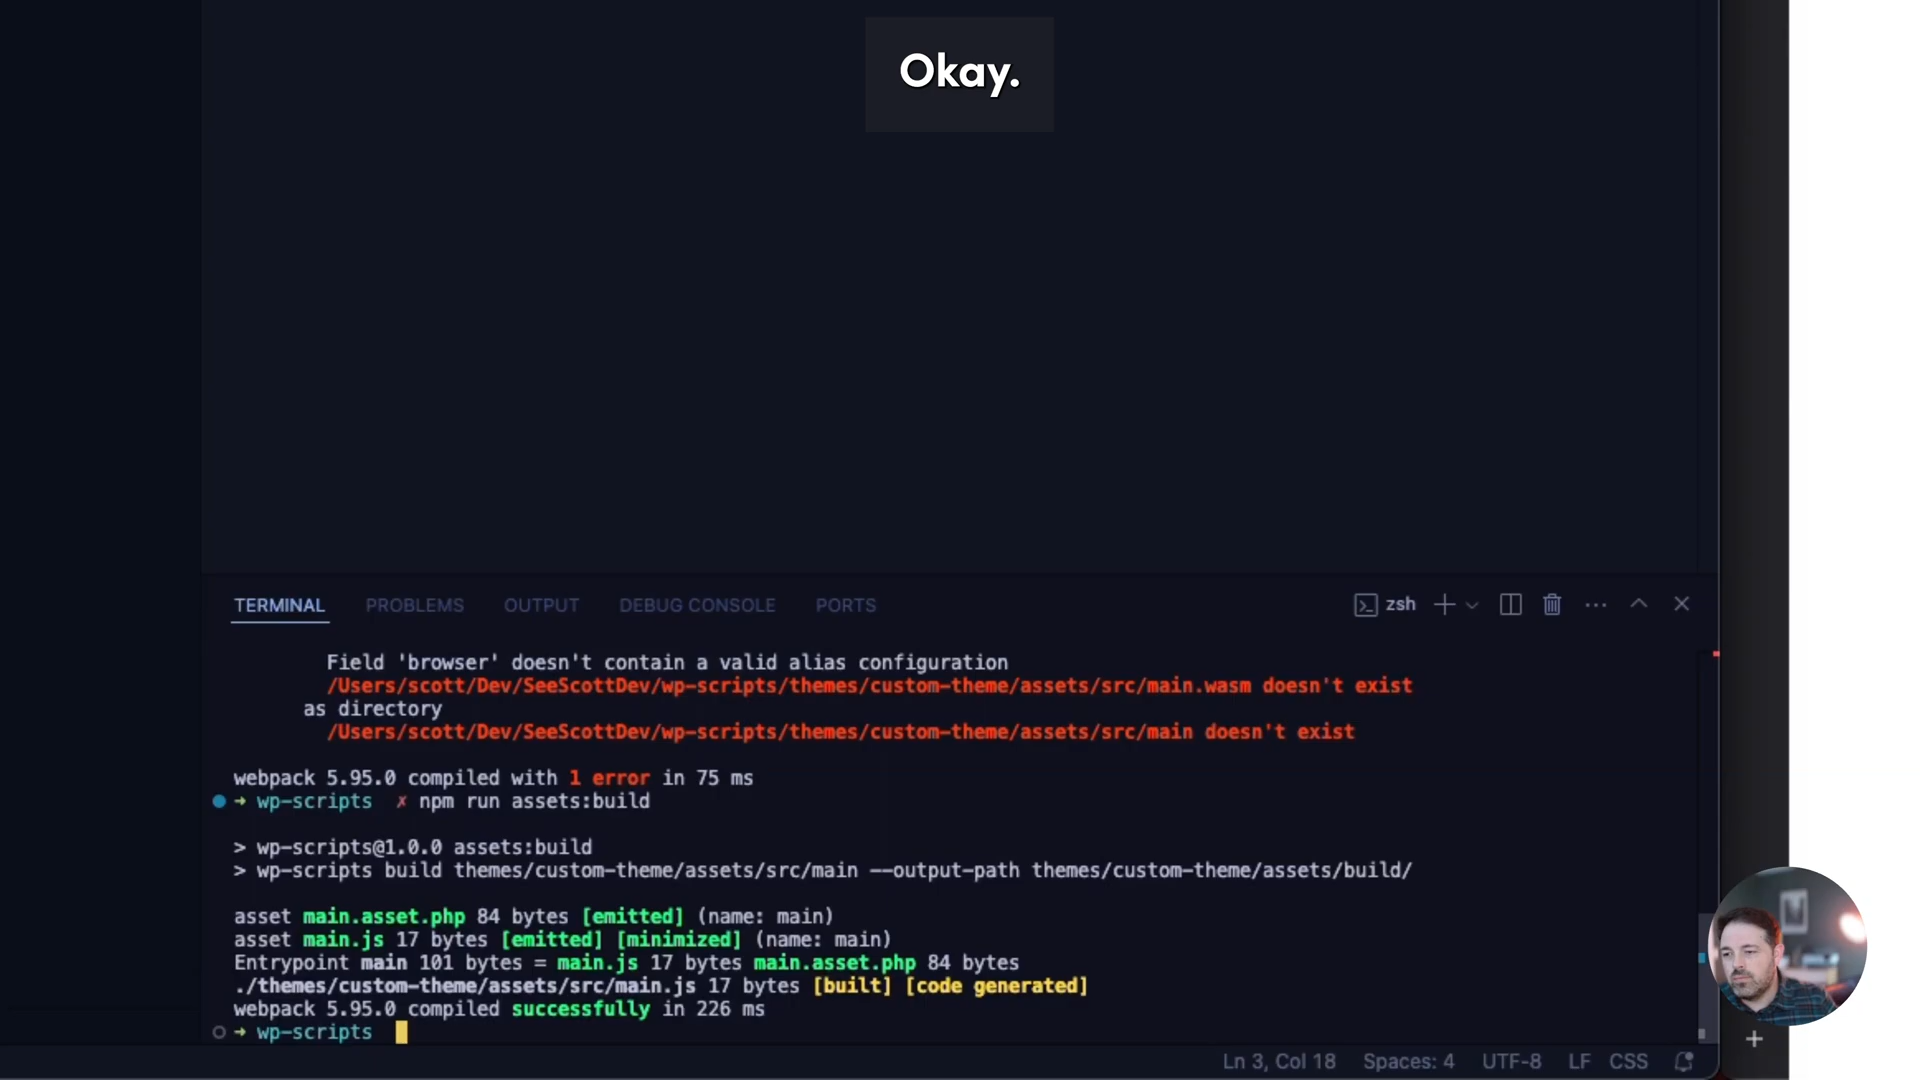 Okay.
TERMINAL PROBLEMS OUTPUT DEBUG CONSOLE PORTS zsh
Field 'browser' doesn't contain a valid alias configuration
/Users/scott/Dev/SeeScottDev/wp-scripts/themes/custom-theme/assets/src/main.wasm doesn't exist
as directory
/Users/scott/Dev/SeeScottDev/wp-scripts/themes/custom-theme/assets/src/main doesn't exist
webpack 5.95.0 compiled with 1 error in 75 ms
➜ wp-scripts ✗ npm run assets:build
> wp-scripts@1.0.0 assets:build
> wp-scripts build themes/custom-theme/assets/src/main --output-path themes/custom-theme/assets/build/
asset main.asset.php 84 bytes [emitted] (name: main)
asset main.js 17 bytes [emitted] [minimized] (name: main)
Entrypoint main 101 bytes = main.js 17 bytes main.asset.php 84 bytes
./themes/custom-theme/assets/src/main.js 17 bytes [built] [code generated]
webpack 5.95.0 compiled successfully in 226 ms
➜ wp-scripts
Ln 3, Col 18 Spaces: 4 UTF-8 LF CSS